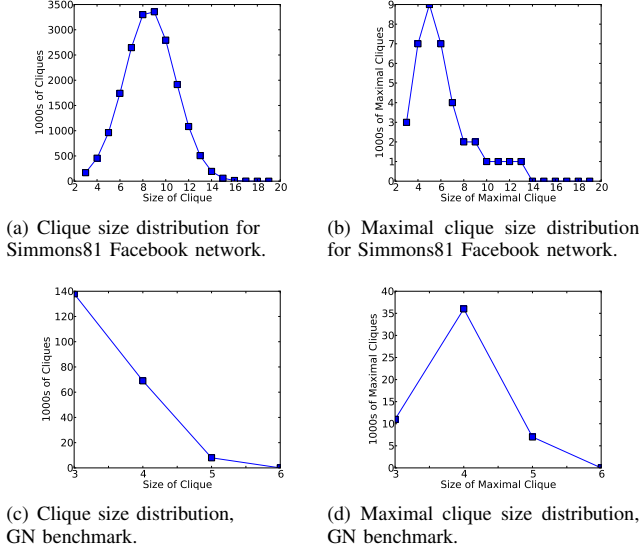 3500
3000
2500
2000
1500
1000
500
0
1000s of Cliques
2 4 6 8 10 12 14 16 18 20
Size of Clique
(a) Clique size distribution for
Simmons81 Facebook network.
9
8
7
6
5
4
3
2
1
0
1000s of Maximal Cliques
2 4 6 8 10 12 14 16 18 20
Size of Maximal Clique
(b) Maximal clique size distribution
for Simmons81 Facebook network.
140
120
100
80
60
40
20
0
1000s of Cliques
3 4 5 6
Size of Clique
(c) Clique size distribution,
GN benchmark.
40
35
30
25
20
15
10
5
0
1000s of Maximal Cliques
3 4 5 6
Size of Maximal Clique
(d) Maximal clique size distribution,
GN benchmark.